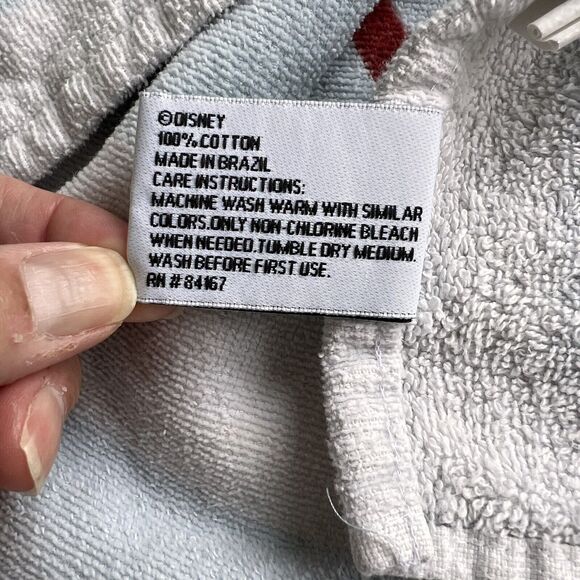 ©DISNEY
100% COTTON
MADE IN BRAZIL
CARE INSTRUCTIONS:
MACHINE WASH WARM WITH SIMILAR
COLORS.ONLY NON-CHLORINE BLEACH
WHEN NEEDED.TUMBLE DRY MEDIUM.
WASH BEFORE FIRST USE.
RN # 84167